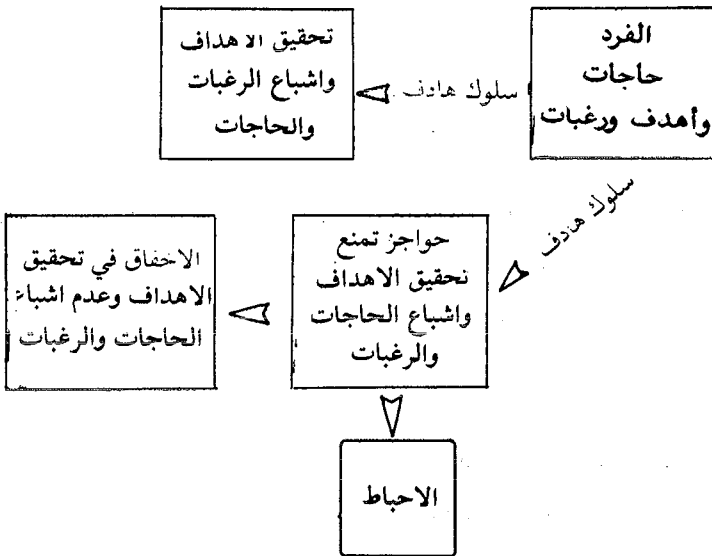 الفرد
حاجات
وأهدف ورغبات
سلوك هادف
تحقيق الاهداف
واشباع الرغبات
والحاجات
سلوك هادف
حواجز تمنع
تحقيق الاهداف
واشباع الحاجات
والرغبات
الاخفاق في تحقيق
الاهداف وعدم اشباع
الحاجات والرغبات
الاحباط